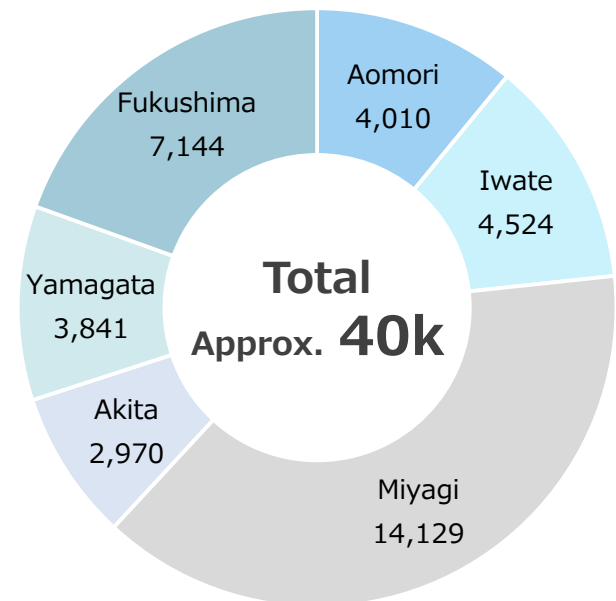 Aomori
4,010
Iwate
4,524
Miyagi
14,129
Akita
2,970
Yamagata
3,841
Fukushima
7,144
Total
Approx. 40k